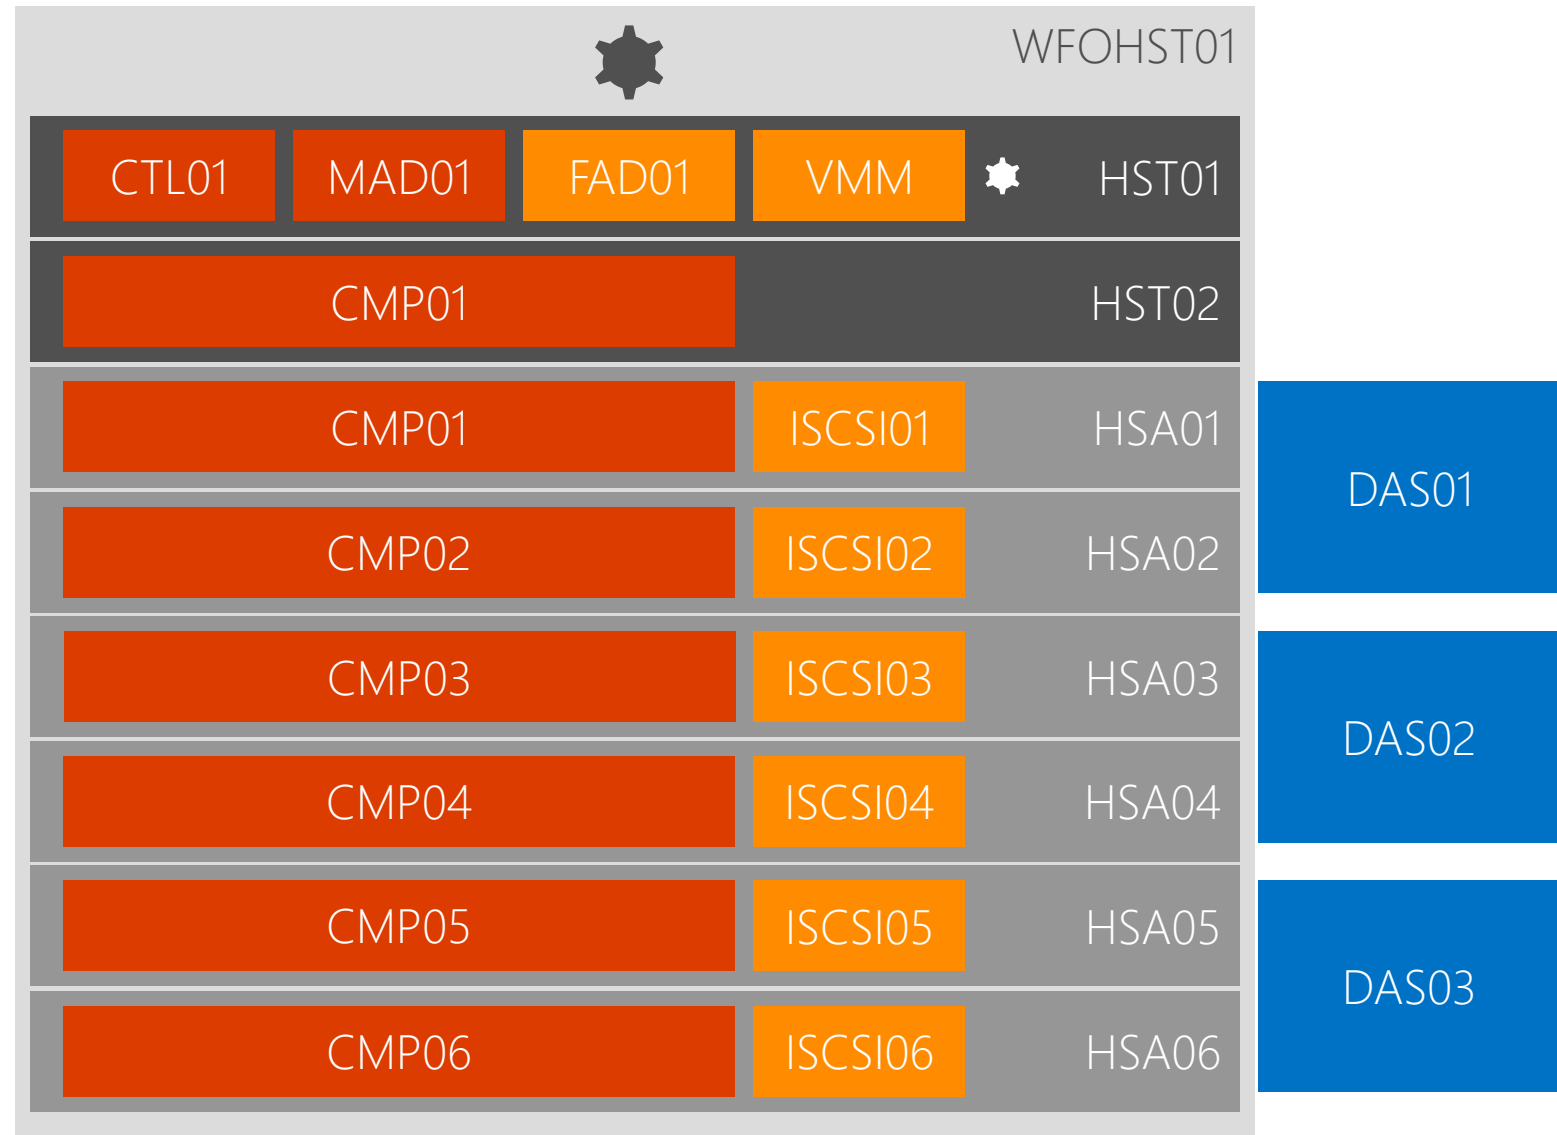 WFOHST01
CTL01 MAD01 FAD01 VMM HST01
CMP01 HST02
CMP01 ISCSI01 HSA01
DAS01
CMP02 ISCSI02 HSA02
CMP03 ISCSI03 HSA03
DAS02
CMP04 ISCSI04 HSA04
CMP05 ISCSI05 HSA05
DAS03
CMP06 ISCSI06 HSA06